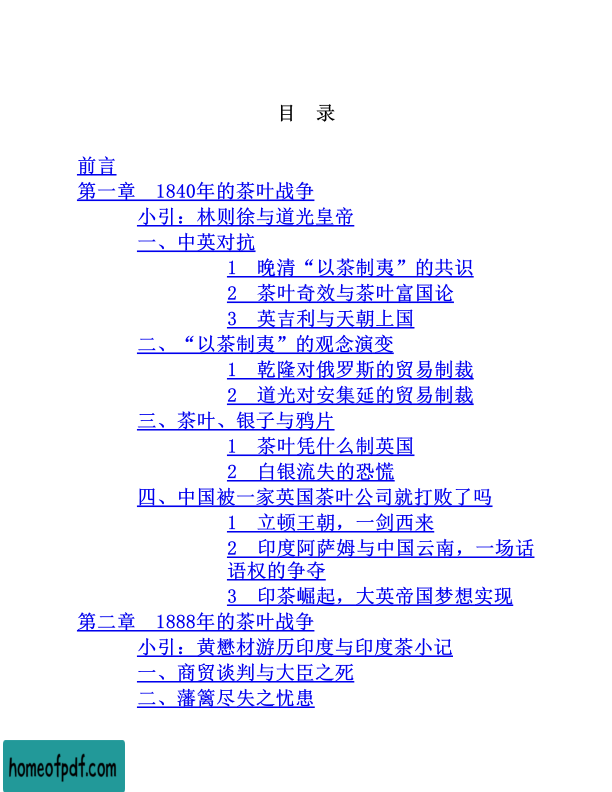 目 录
前言
第一章 1840年的茶叶战争
小引：林则徐与道光皇帝
一、中英对抗
1 晚清“以茶制夷”的共识
2 茶叶奇效与茶叶富国论
3 英吉利与天朝上国
二、“以茶制夷”的观念演变
1 乾隆对俄罗斯的贸易制裁
2 道光对安集延的贸易制裁
三、茶叶、银子与鸦片
1 茶叶凭什么制英国
2 白银流失的恐慌
四、中国被一家英国茶叶公司就打败了吗
1 立顿王朝，一剑西来
2 印度阿萨姆与中国云南，一场话
语权的争夺
3 印茶崛起，大英帝国梦想实现
第二章 1888年的茶叶战争
小引：黄懋材游历印度与印度茶小记
一、商贸谈判与大臣之死
二、藩篱尽失之忧患
homeofpdf.com